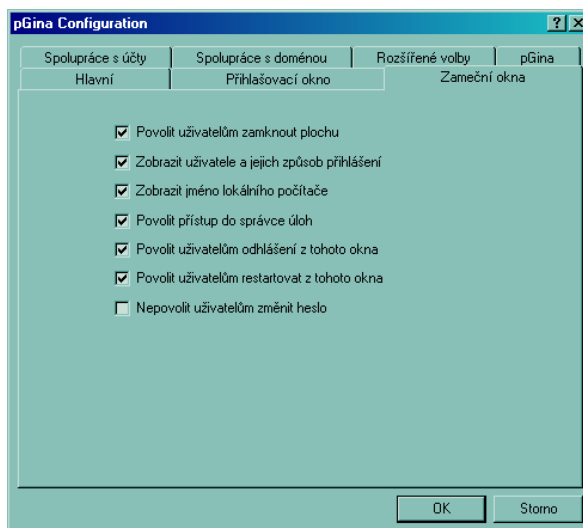 pGina Configuration
Spolupráce s účty
Spolupráce s doménou
Rozšířené volby
pGina
Hlavní
Přihlašovací okno
Zameční okna
Povolit uživatelům zamknout plochu
Zobrazit uživatele a jejich způsob přihlášení
Zobrazit jméno lokálního počítače
Povolit přístup do správce úloh
Povolit uživatelům odhlášení z tohoto okna
Povolit uživatelům restartovat z tohoto okna
Nepovolit uživatelům změnit heslo
OK
Storno